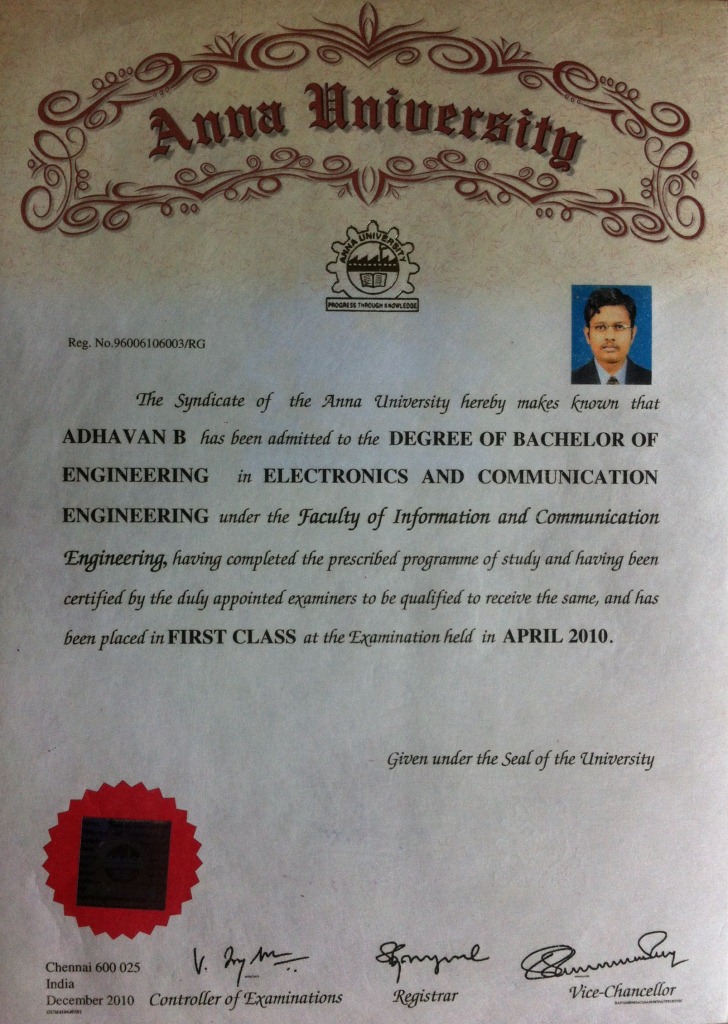 Anna University
ANNA UNIVERSITY
PROGRESS THROUGH KNOWLEDGE
Reg. No.96006106003/RG
The Syndicate of the Anna University hereby makes known that
ADHAVAN B has been admitted to the DEGREE OF BACHELOR OF
ENGINEERING in ELECTRONICS AND COMMUNICATION
ENGINEERING under the Faculty of Information and Communication
Engineering, having completed the prescribed programme of study and having been
certified by the duly appointed examiners to be qualified to receive the same, and has
been placed in FIRST CLASS at the Examination held in APRIL 2010.
Given under the Seal of the University
Chennai 600 025
India
December 2010 Controller of Examinations Registrar Vice-Chancellor